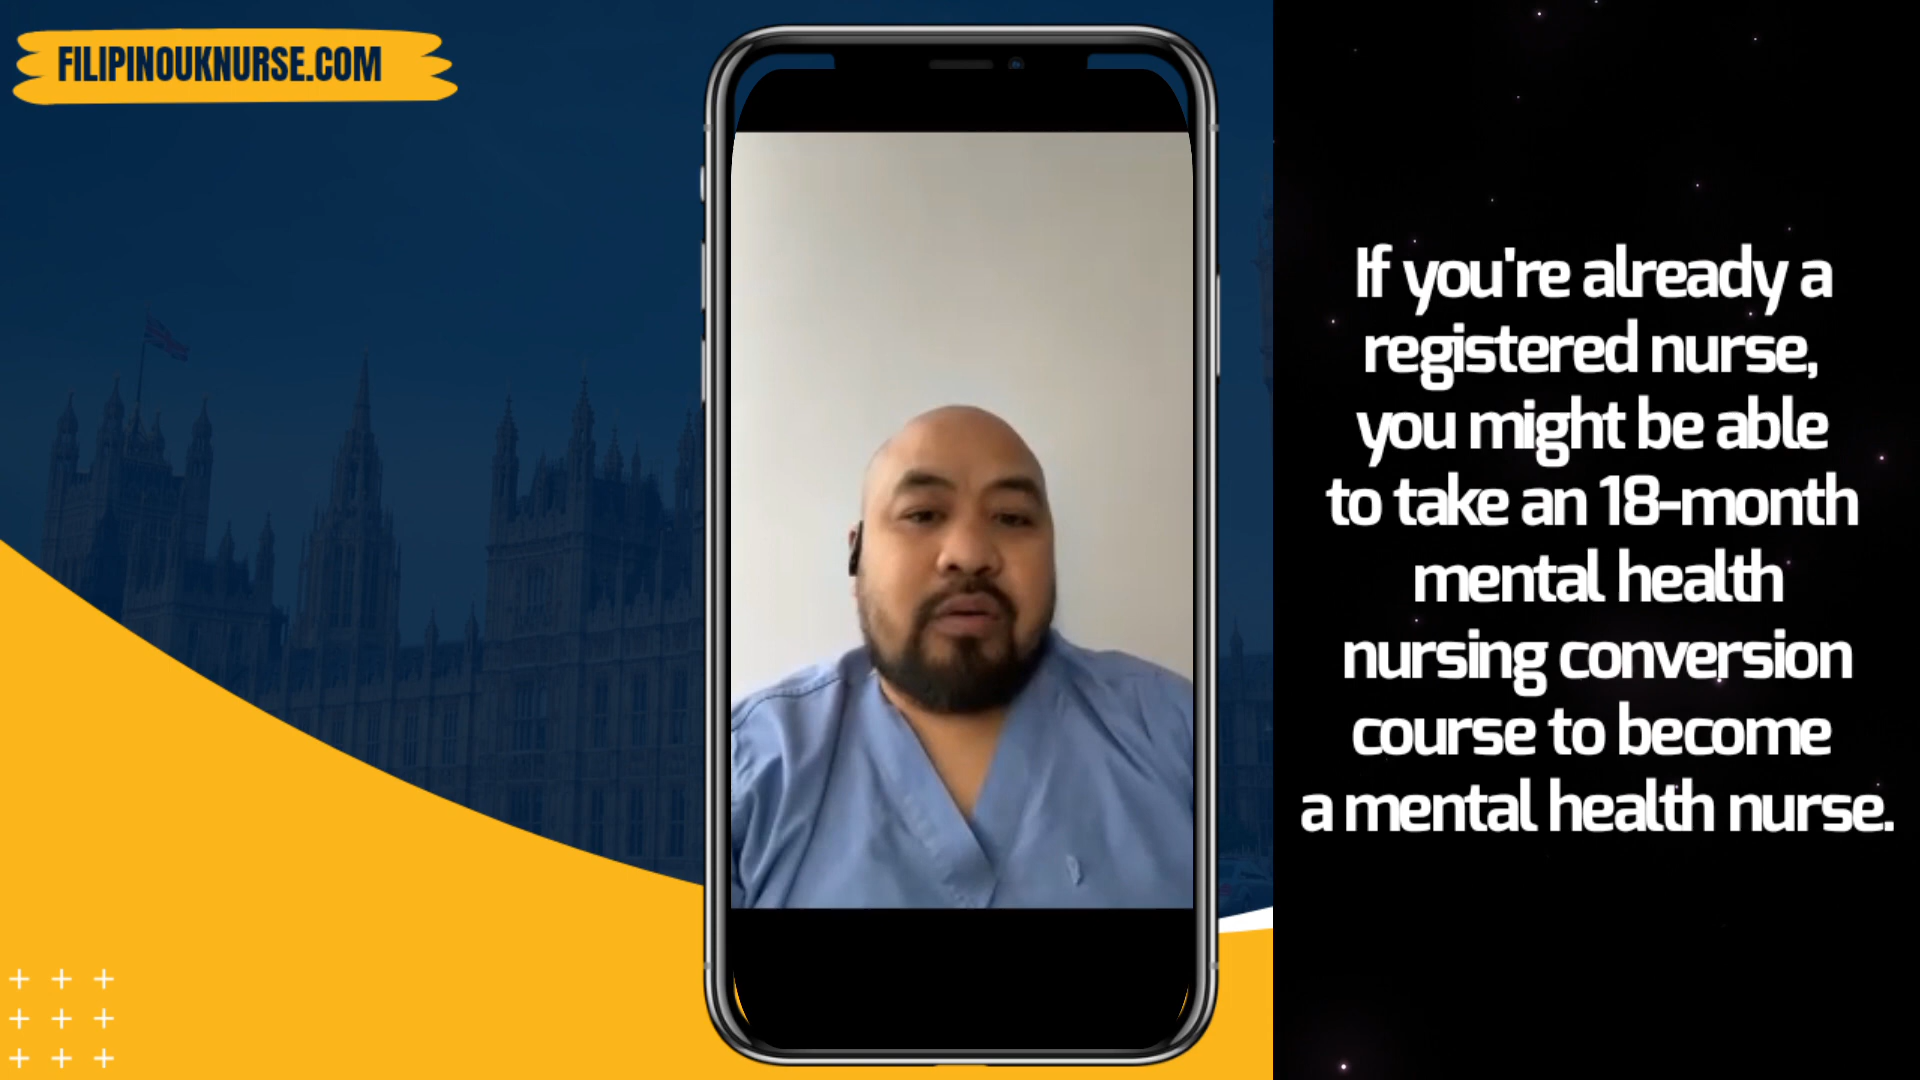 FILIPINOUKNURSE.COM
If you're already a
registered nurse,
you might be able
to take an 18-month
mental health
nursing conversion
course to become
a mental health nurse.